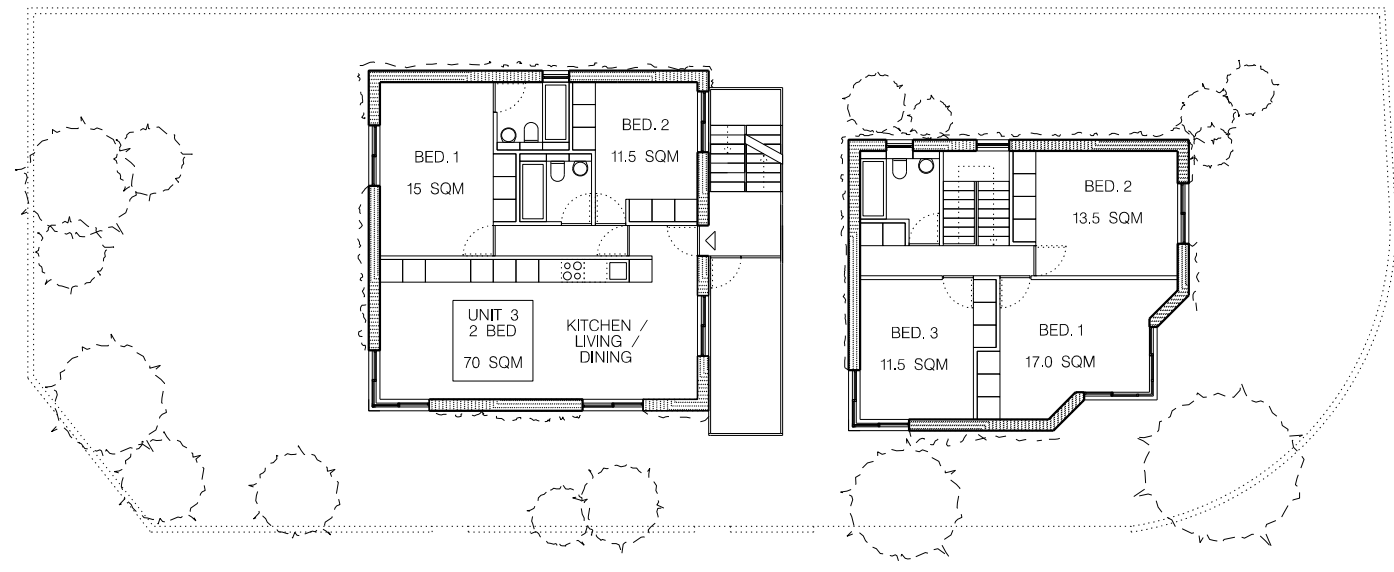 BED. 1
15 SQM
BED. 2
11.5 SQM
UNIT 3
2 BED
70 SQM
KITCHEN /
LIVING /
DINING
BED. 2
13.5 SQM
BED. 3
11.5 SQM
BED. 1
17.0 SQM